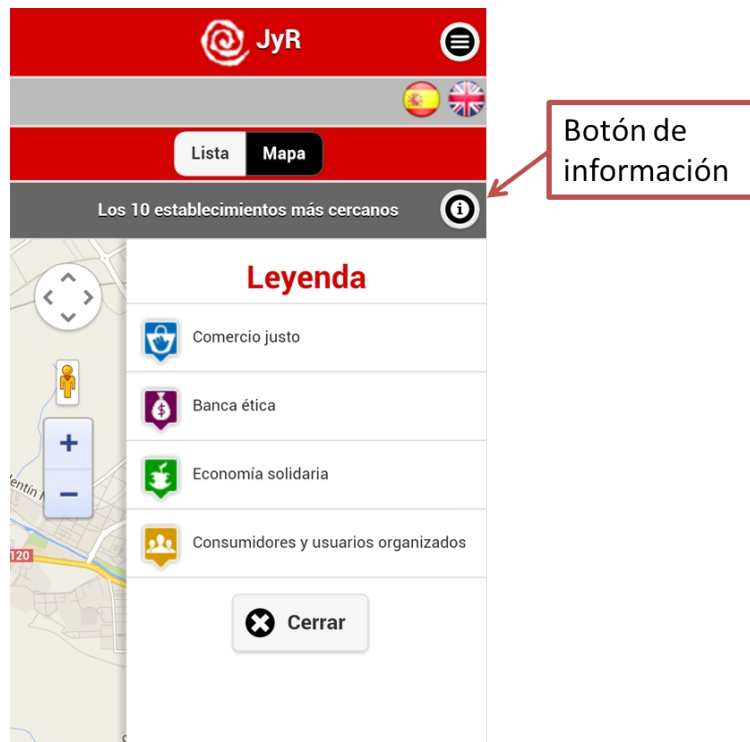 JyR
Lista Mapa
Botón de
información
Los 10 establecimientos más cercanos
Leyenda
Comercio justo
Banca ética
Economía solidaria
Consumidores y usuarios organizados
120
Cerrar